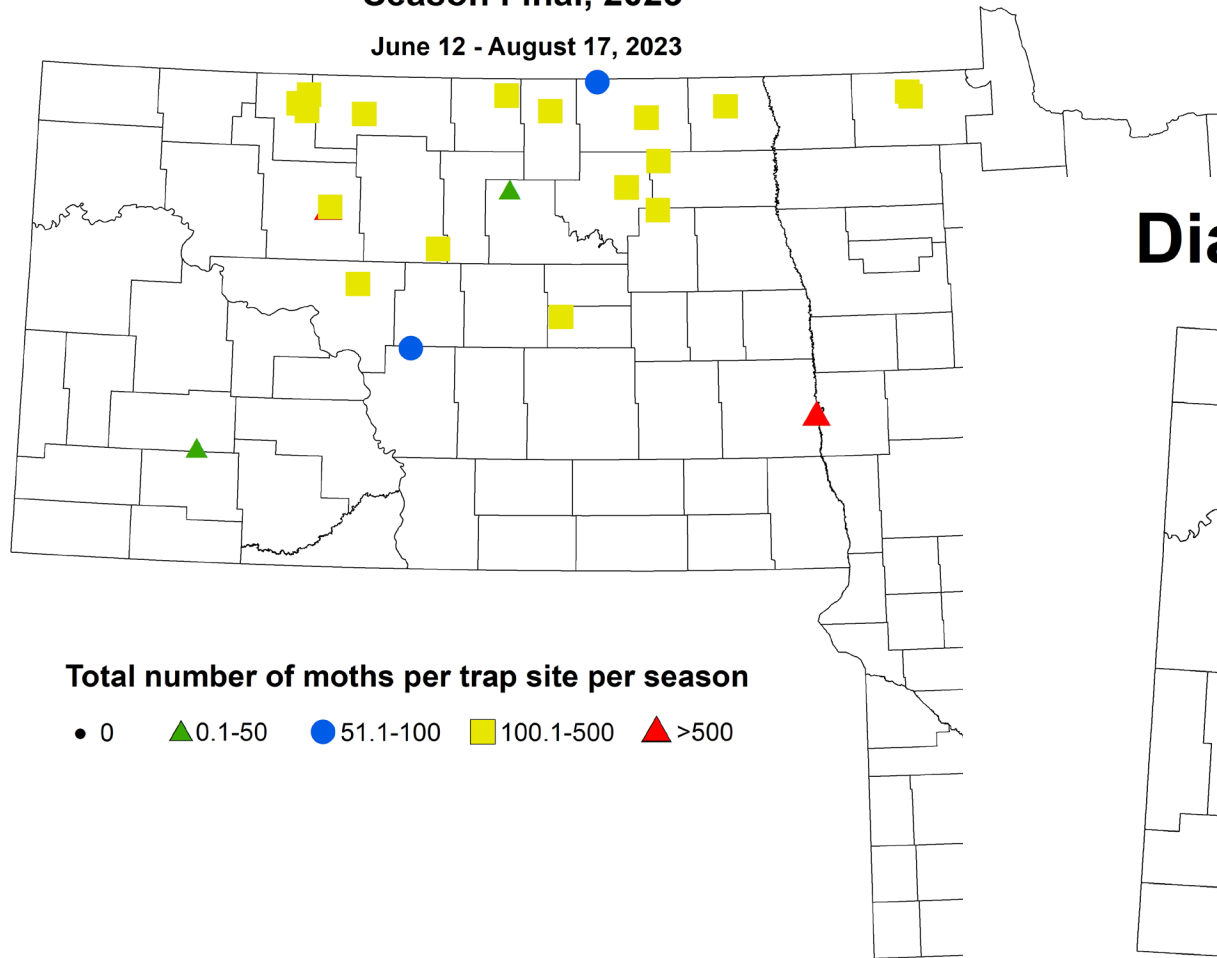 June 12 - August 17, 2023
Dia
Total number of moths per trap site per season
0 0.1-50 51.1-100 100.1-500 >500